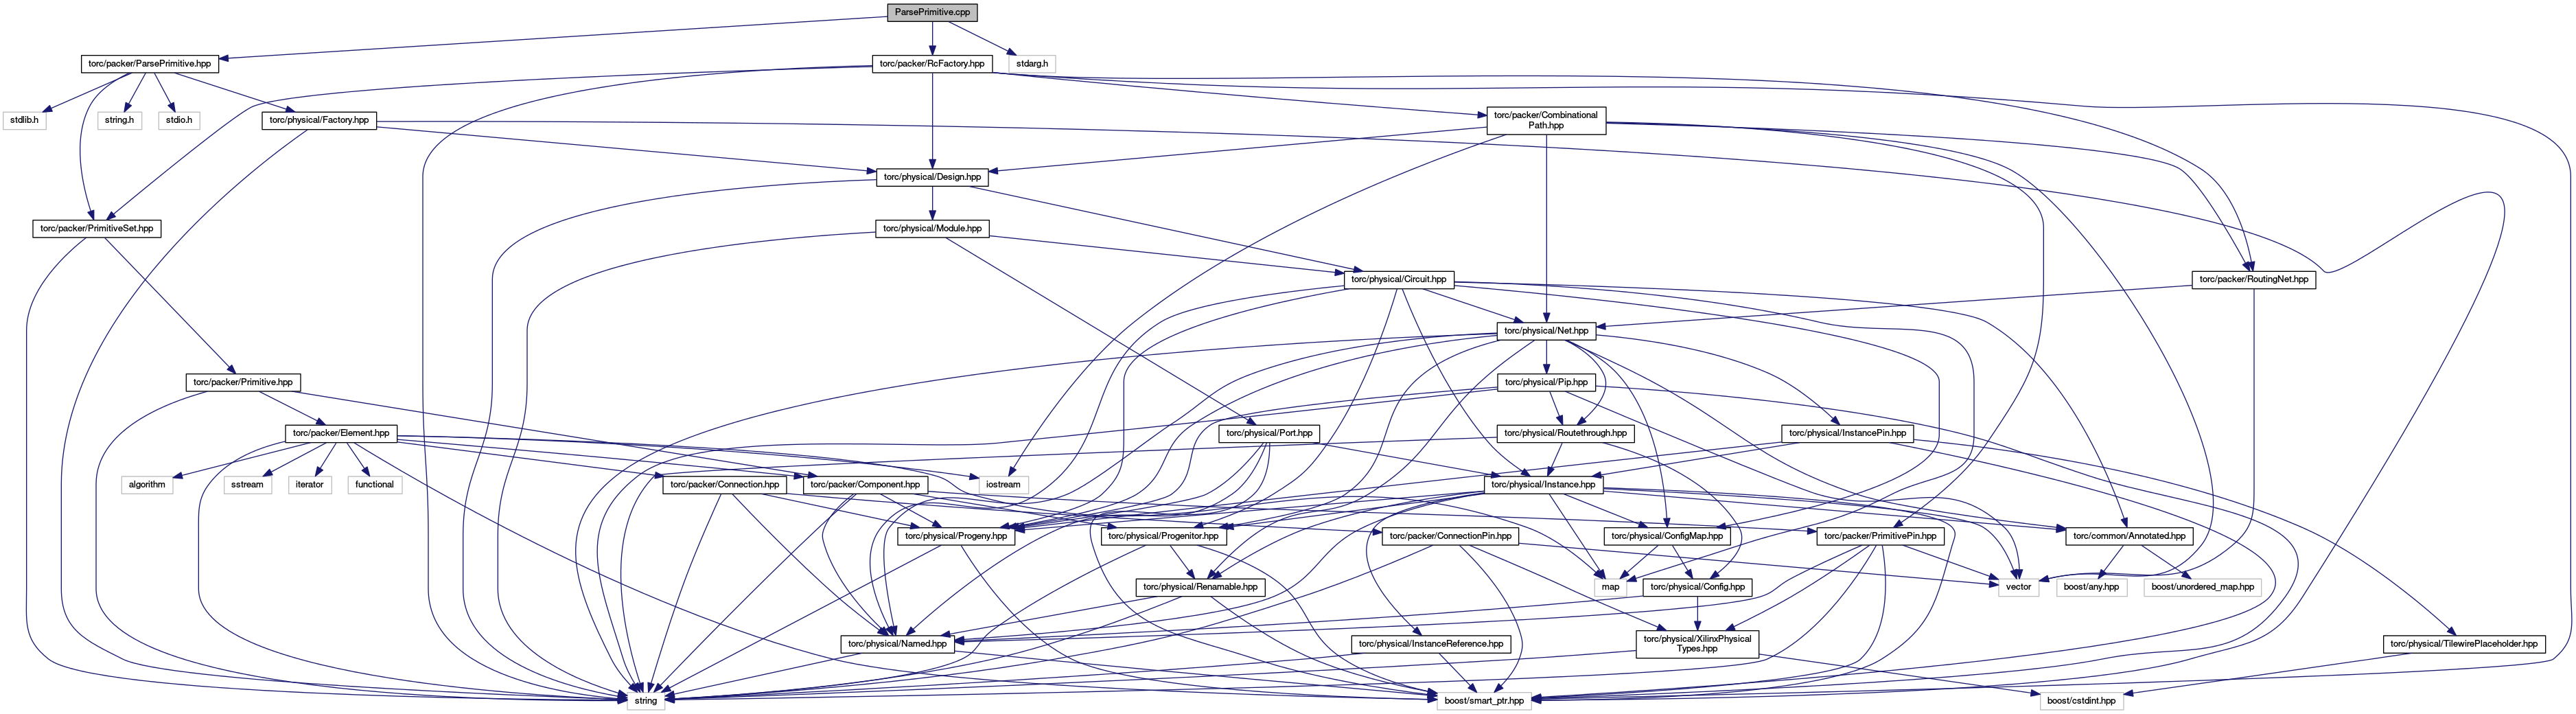 ParsePrimitive.cpp
torc/packer/ParsePrimitive.hpp
torc/packer/RcFactory.hpp
stdarg.h
stdlib.h
string.h
stdio.h
torc/physical/Factory.hpp
torc/packer/Combinational
Path.hpp
torc/physical/Design.hpp
torc/packer/PrimitiveSet.hpp
torc/physical/Module.hpp
torc/physical/Circuit.hpp
torc/packer/RoutingNet.hpp
torc/physical/Net.hpp
torc/packer/Primitive.hpp
torc/physical/Pip.hpp
torc/packer/Element.hpp
torc/physical/Port.hpp
torc/physical/Routethrough.hpp
torc/physical/InstancePin.hpp
algorithm
sstream
iterator
functional
torc/packer/Connection.hpp
torc/packer/Component.hpp
iostream
torc/physical/Instance.hpp
torc/physical/Progeny.hpp
torc/physical/Progenitor.hpp
torc/packer/ConnectionPin.hpp
torc/physical/ConfigMap.hpp
torc/packer/PrimitivePin.hpp
torc/common/Annotated.hpp
torc/physical/Renamable.hpp
map
torc/physical/Config.hpp
vector
boost/any.hpp
boost/unordered_map.hpp
torc/physical/Named.hpp
torc/physical/InstanceReference.hpp
torc/physical/XilinxPhysical
Types.hpp
torc/physical/TilewirePlaceholder.hpp
string
boost/smart_ptr.hpp
boost/cstdint.hpp